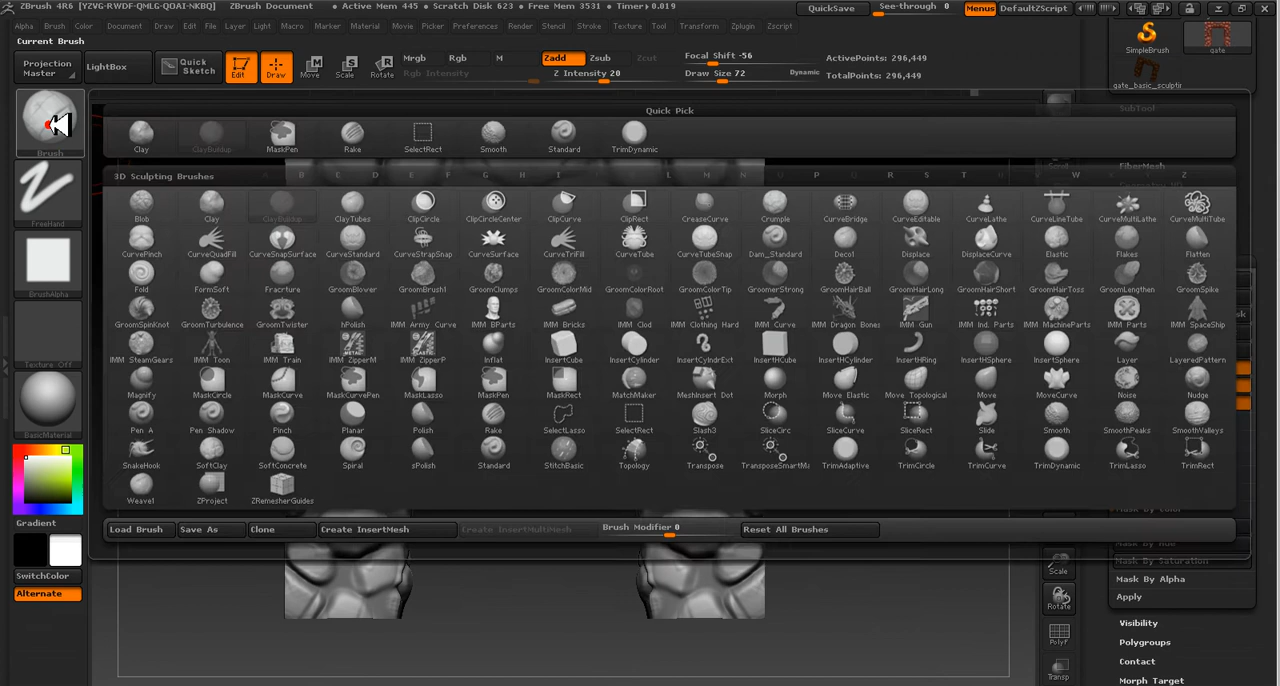 ZBrush 4R6 [YZVG-RWDF-QMLG-QOAI-NKBQ] ZBrush Document • Active Mem 445 • Scratch Disk 623 • Free Mem 3531 • Timer▸0.019 QuickSave See-through 0 Menus DefaultZScript
Alpha Brush Color Document Draw Edit File Layer Light Macro Marker Material Movie Picker Preferences Render Stencil Stroke Texture Tool Transform Zplugin Zscript
Current Brush
SimpleBrush gate
Projection Master LightBox Quick Sketch Edit Draw Move Scale Rotate
Mrgb Rgb M Zadd Zsub Zcut Focal Shift -56 ActivePoints: 296,449
Rgb Intensity Z Intensity 20 Draw Size 72 Dynamic TotalPoints: 296,449
gate_basic_sculptin
SubTool
Quick Pick
Clay ClayBuildup MaskPen Rake SelectRect Smooth Standard TrimDynamic
Brush
FiberMesh
3D Sculpting Brushes B C D E F G H I L M N O P R S T W Z
Blob Clay ClayBuildup ClayTubes ClipCircle ClipCircleCenter ClipCurve ClipRect CreaseCurve Crumple CurveBridge CurveEditable CurveLathe CurveLineTube CurveMultiLathe CurveMultiTube
FreeHand
CurvePinch CurveQuadFill CurveSnapSurface CurveStandard CurveStrapSnap CurveSurface CurveTriFill CurveTube CurveTubeSnap Dam_Standard Deco1 Displace DisplaceCurve Elastic Flakes Flatten
Fold FormSoft Fracrture GroomBlower GroomBrush1 GroomClumps GroomColorMid GroomColorRoot GroomColorTip GroomerStrong GroomHairBall GroomHairLong GroomHairShort GroomHairToss GroomLengthen GroomSpike
BrushAlpha
GroomSpinKnot GroomTurbulence GroomTwister hPolish IMM Army Curve IMM BParts IMM Bricks IMM Clod IMM Clothing Hard IMM Curve IMM Dragon Bones IMM Gun IMM Ind. Parts IMM MachineParts IMM Parts IMM SpaceShip
IMM SteamGears IMM Toon IMM Train IMM ZipperM IMM ZipperP Inflat InsertCube InsertCylinder InsertCylndrExt InsertHCube InsertHCylinder InsertHRing InsertHSphere InsertSphere Layer LayeredPattern
Texture Off
Magnify MaskCircle MaskCurve MaskCurvePen MaskLasso MaskPen MaskRect MatchMaker MeshInsert Dot Morph Move Elastic Move Topological Move MoveCurve Noise Nudge
Pen A Pen Shadow Pinch Planar Polish Rake SelectLasso SelectRect Slash3 SliceCirc SliceCurve SliceRect Slide Smooth SmoothPeaks SmoothValleys
BasicMaterial
SnakeHook SoftClay SoftConcrete Spiral sPolish Standard StitchBasic Topology Transpose TransposeSmartMa TrimAdaptive TrimCircle TrimCurve TrimDynamic TrimLasso TrimRect
Weave1 ZProject ZRemesherGuides
Gradient
Load Brush Save As Clone Create InsertMesh Create InsertMultiMesh Brush Modifier 0 Reset All Brushes
SwitchColor
Alternate
Scale
Rotate
PolyF
Transp
Mask By Saturation
Mask By Alpha
Apply
Visibility
Polygroups
Contact
Morph Target